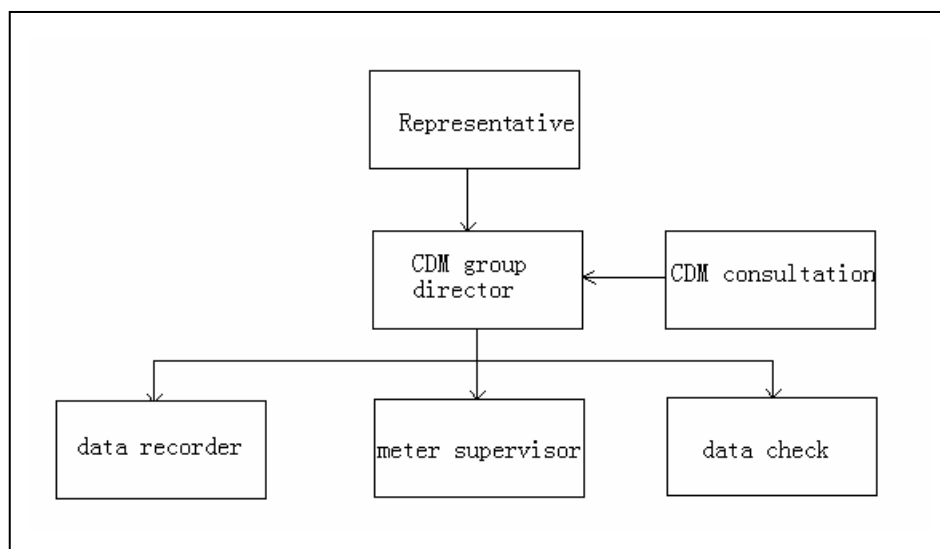 Representative
CDM group
director
CDM consultation
data recorder
meter supervisor
data check